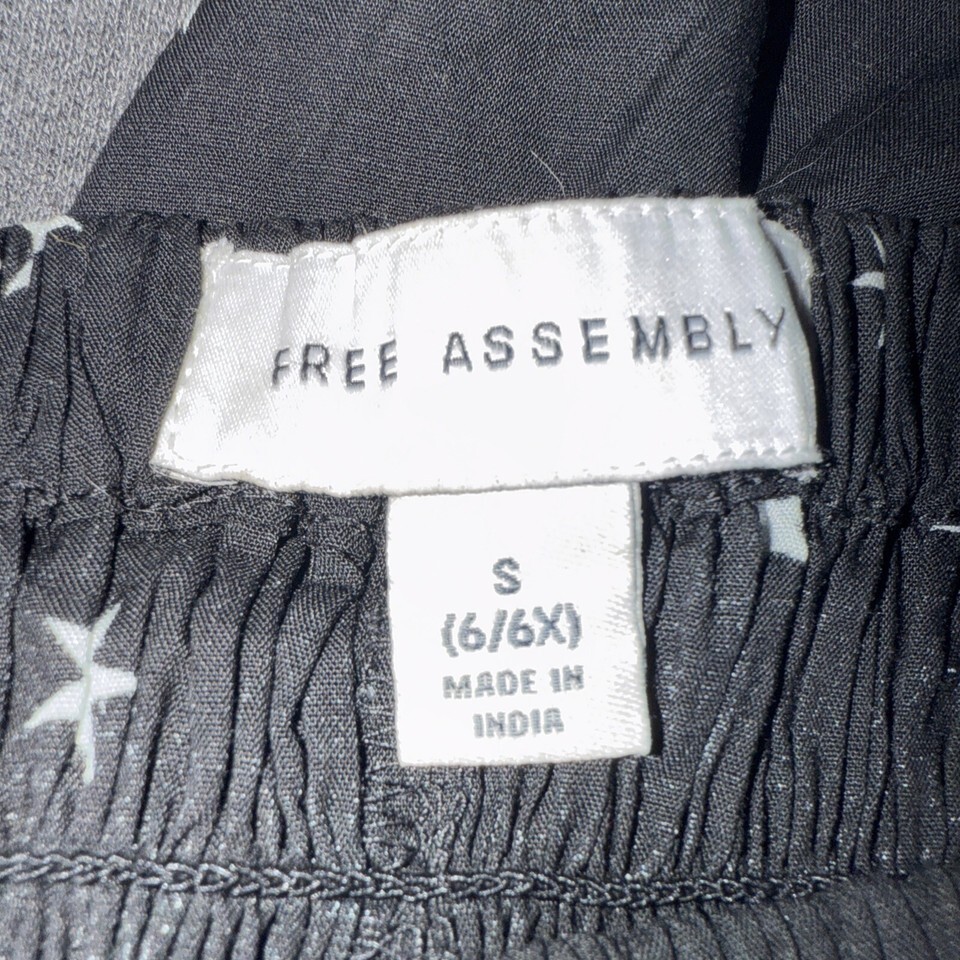 FREE ASSEMBLY
S
(6/6X)
MADE IN
INDIA